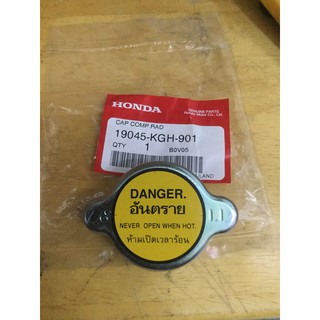 HONDA
GENUINE PARTS
Honda Motor Co., Ltd.
CAP COMP.RAD
19045-KGH-901
QTY 1 B0V05
LAND
DANGER.
อันตราย
NEVER OPEN WHEN HOT.
ห้ามเปิดเวลาร้อน